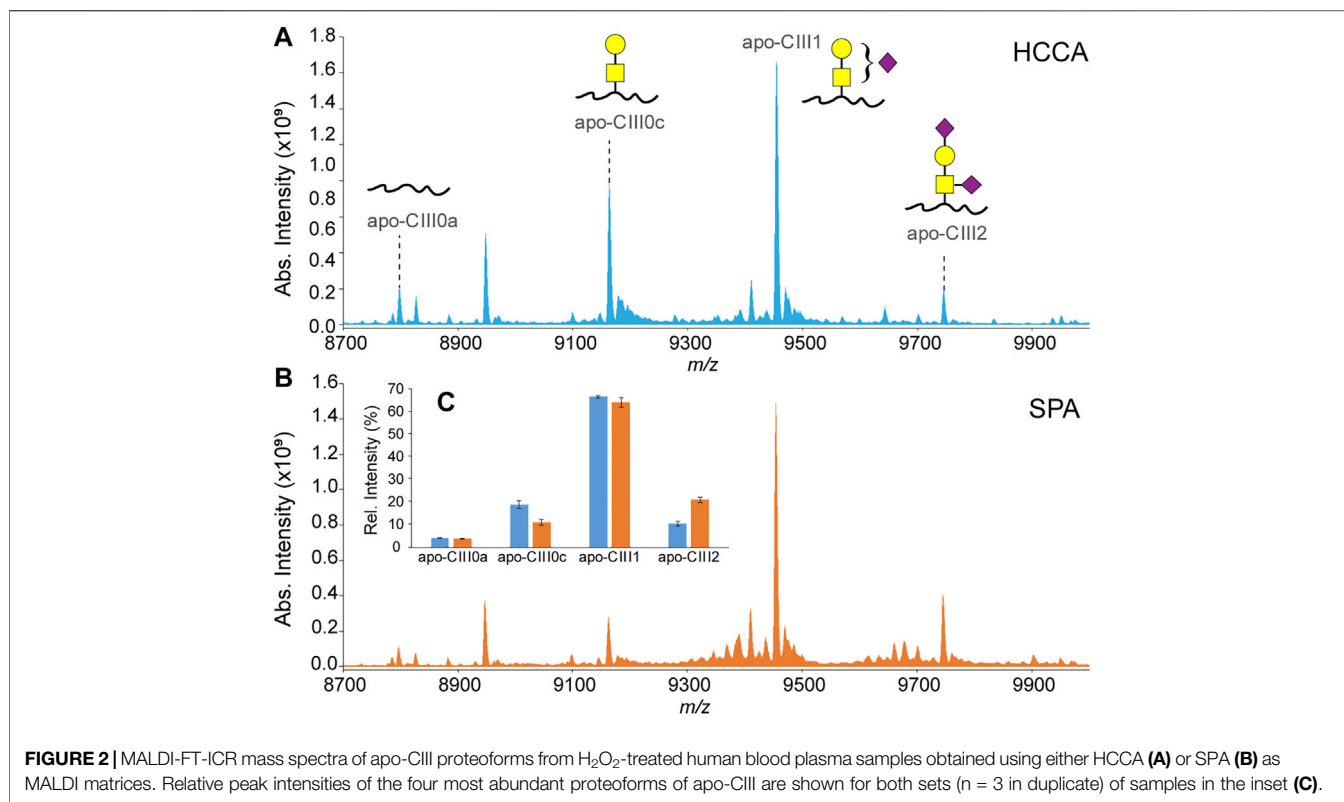 A
HCCA
Abs. Intensity (x10⁹)
1.8
1.6
1.4
1.2
1.0
0.8
0.6
0.4
0.2
0.0
apo-CIII0a
apo-CIII0c
apo-CIII1
}
apo-CIII2
8700 8900 9100 9300 9500 9700 9900
m/z
B
SPA
Abs. Intensity (x10⁹)
1.6
1.4
1.2
1.0
0.8
0.6
0.4
0.2
0.0
C
Rel. Intensity (%)
70
60
50
40
30
20
10
0
apo-CIII0a apo-CIII0c apo-CIII1 apo-CIII2
8700 8900 9100 9300 9500 9700 9900
m/z
FIGURE 2 | MALDI-FT-ICR mass spectra of apo-CIII proteoforms from H₂O₂-treated human blood plasma samples obtained using either HCCA (A) or SPA (B) as
MALDI matrices. Relative peak intensities of the four most abundant proteoforms of apo-CIII are shown for both sets (n = 3 in duplicate) of samples in the inset (C).